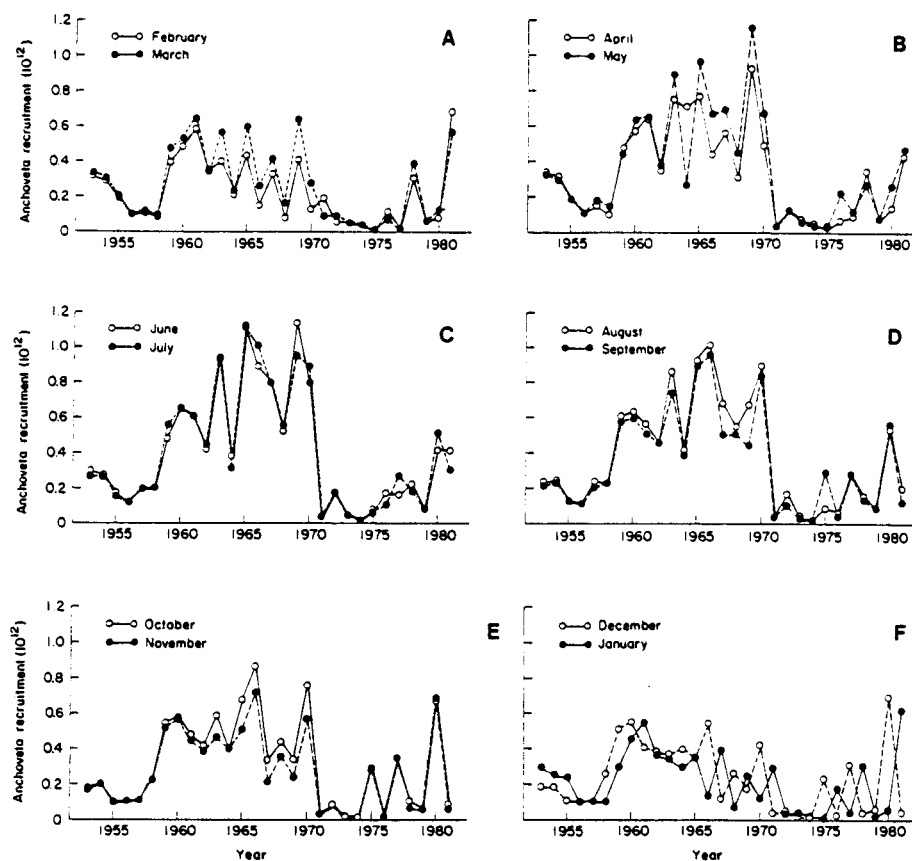 1.2
1.0
0.8
0.6
0.4
0.2
0
Anchoveta recruitment (10¹²)
February
March
A
1955
1960
1965
1970
1975
1980
April
May
B
1955
1960
1965
1970
1975
1980
1.2
1.0
0.8
0.6
0.4
0.2
0
Anchoveta recruitment (10¹²)
June
July
C
1955
1960
1965
1970
1975
1980
August
September
D
1955
1960
1965
1970
1975
1980
1.2
1.0
0.8
0.6
0.4
0.2
0
Anchoveta recruitment (10¹²)
October
November
E
1955
1960
1965
1970
1975
1980
Year
December
January
F
1955
1960
1965
1970
1975
1980
Year